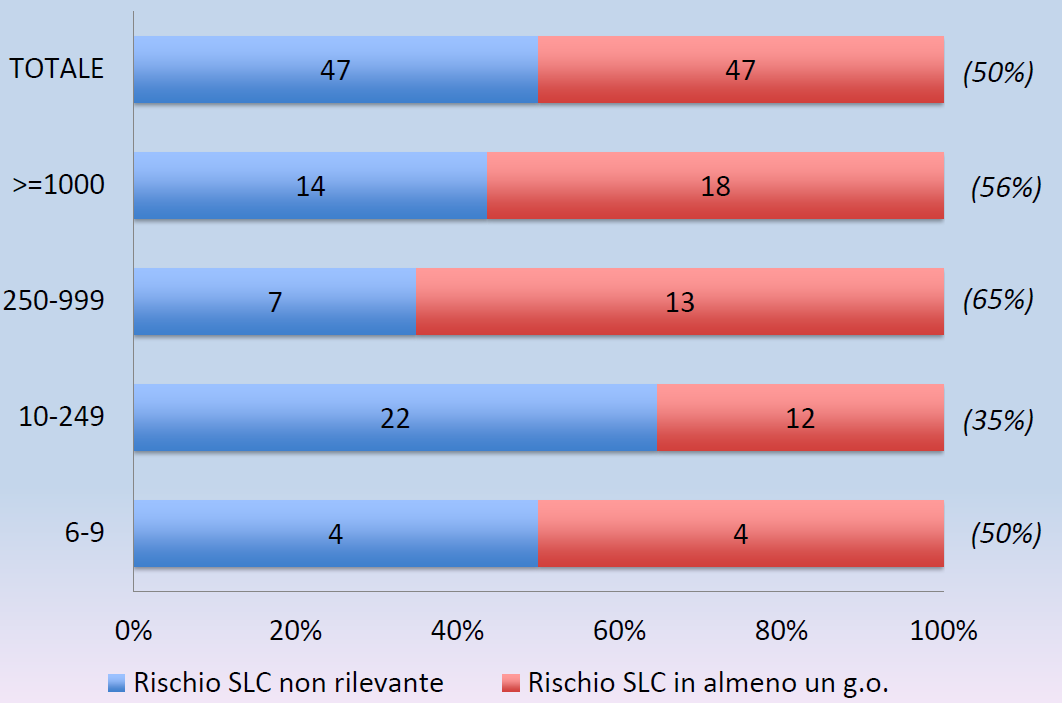 TOTALE 47 47 (50%)
>=1000 14 18 (56%)
250-999 7 13 (65%)
10-249 22 12 (35%)
6-9 4 4 (50%)
0% 20% 40% 60% 80% 100%
Rischio SLC non rilevante Rischio SLC in almeno un g.o.